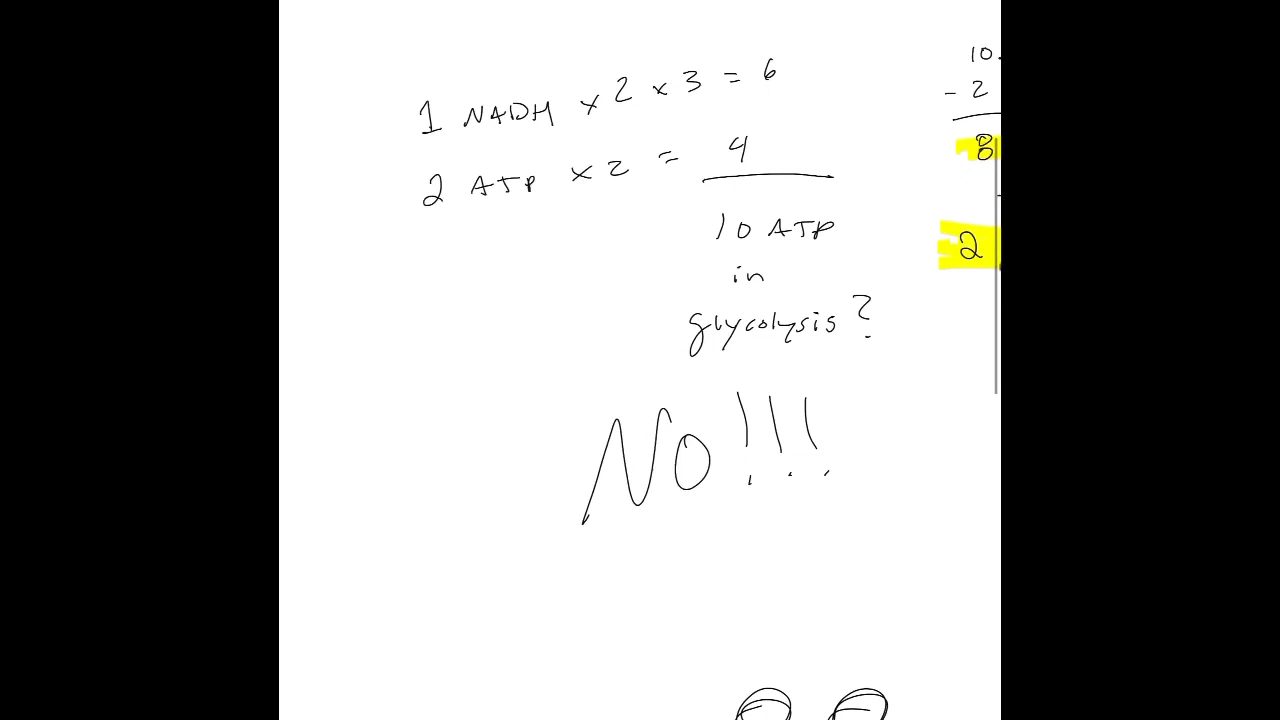 1 NADH x 2 x 3 = 6
2 ATP x 2 = 4
10 ATP
in
glycolysis?
NO!!!
10.
- 2
8
2